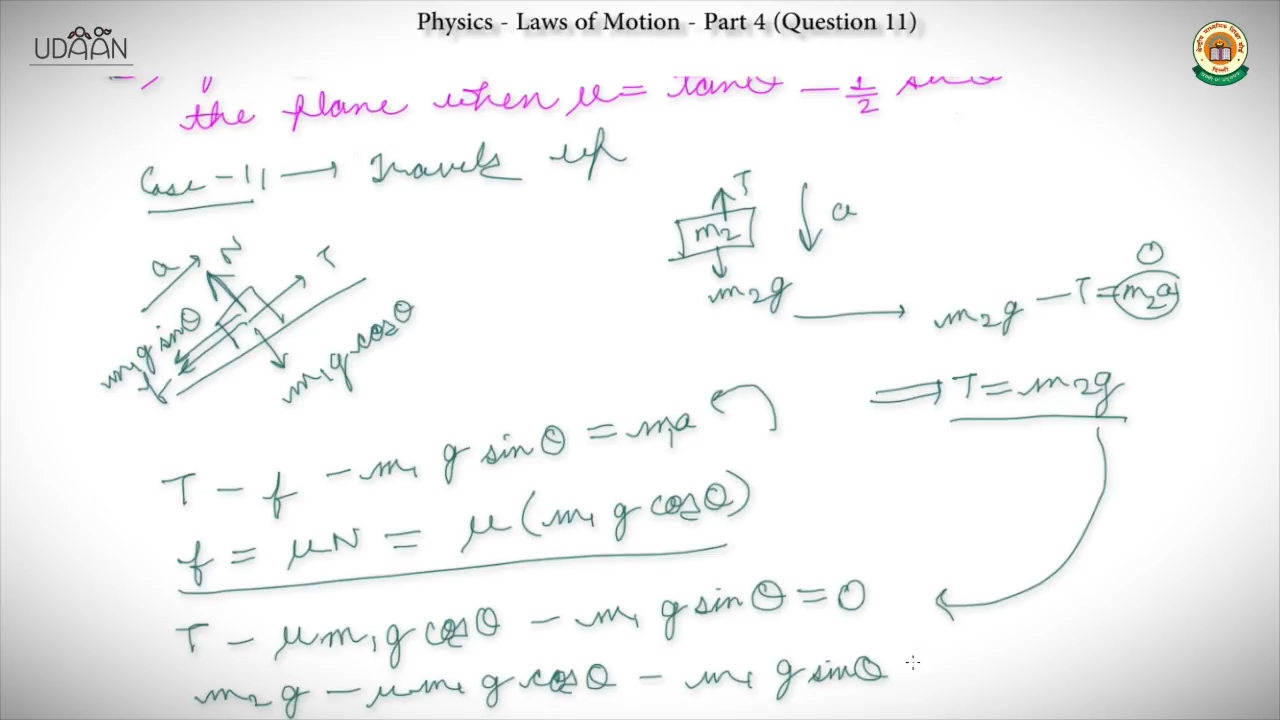 Physics - Laws of Motion - Part 4 (Question 11)
UDAAN
the plane when μ = tanθ - 1/2 sinθ
Case - II → Travels up
T
m₂
a
m₂g
a
N
T
m₁g sinθ
f
m₁g cosθ
0
m₂g - T = m₂a
⇒ T = m₂g
T - f - m₁ g sinθ = m₁a
f = μN = μ(m₁ g cosθ)
T - μm₁g cosθ - m₁ g sinθ = 0
m₂g - μm₁ g cosθ - m₁ g sinθ